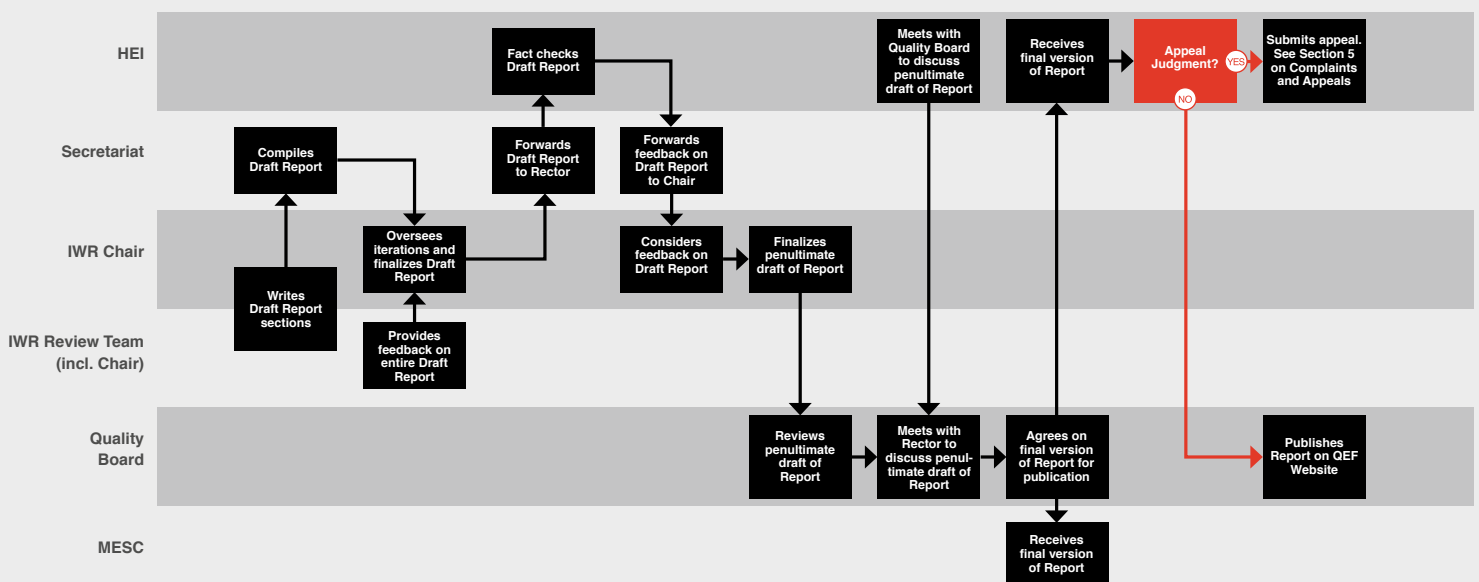 HEI
Fact checks
Draft Report
Meets with
Quality Board
to discuss
penultimate
draft of Report
Receives
final version
of Report
Appeal
Judgment?
YES
NO
Submits appeal.
See Section 5
on Complaints
and Appeals
Secretariat
Compiles
Draft Report
Forwards
Draft Report
to Rector
Forwards
feedback on
Draft Report
to Chair
IWR Chair
Oversees
iterations and
finalizes Draft
Report
Considers
feedback on
Draft Report
Finalizes
penultimate
draft of Report
Writes
Draft Report
sections
IWR Review Team
(incl. Chair)
Provides
feedback on
entire Draft
Report
Quality
Board
Reviews
penultimate
draft of
Report
Meets with
Rector to
discuss penul-
timate draft of
Report
Agrees on
final version
of Report for
publication
Publishes
Report on QEF
Website
MESC
Receives
final version
of Report